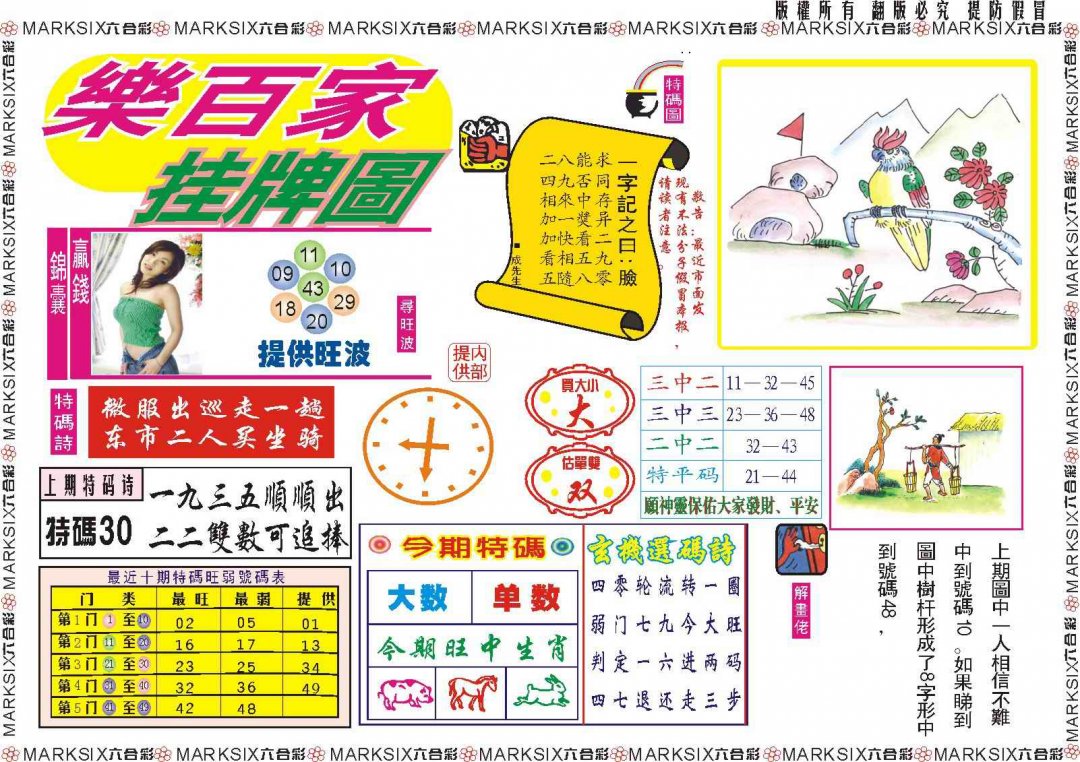 版權所有 翻版必究 提防假冒
MARKSIX六合彩 MARKSIX六合彩 MARKSIX六合彩 MARKSIX六合彩 MARKSIX六合彩 MARKSIX六合彩 MARKSIX六合彩
樂百家
挂牌圖
贏錢
錦囊
11
09 10
43
18 29
20
提供旺波
尋旺波
特碼圖
一字記之曰:臉
求同存异二九零
能否中獎看五八
八九來一快相隨
二四相加加看五
■成先生
敬告:最近市面发
现有不法分子假冒本报,
请读者注意。
内部
提供
特碼詩
微服出巡走一趟
东市二人买坐骑
買大小
大
估單雙
双
三中二 11—32—45
三中三 23—36—48
二中二 32—43
特平码 21—44
願神靈保佑大家發財、平安
上期特码诗
特碼30
一九三五順順出
二二雙數可追捧
最近十期特碼旺弱號碼表
门类 最旺 最弱 提供
第1门 1 至 10 02 05 01
第2门 11 至 20 16 17 13
第3门 21 至 30 23 25 34
第4门 31 至 40 32 36 49
第5门 41 至 49 42 48
今期特碼
大数 单数
今期旺中生肖
玄機選碼詩
四零轮流转一圈
弱门七九今大旺
判定一六进两码
四七退还走三步
解畫佬
上期圖中一人相信不難
中到號碼10。如果睇到
圖中樹杆形成了8字形中
到號碼48,
MARKSIX六合彩 MARKSIX六合彩 MARKSIX六合彩 MARKSIX六合彩 MARKSIX六合彩 MARKSIX六合彩 MARKSIX六合彩